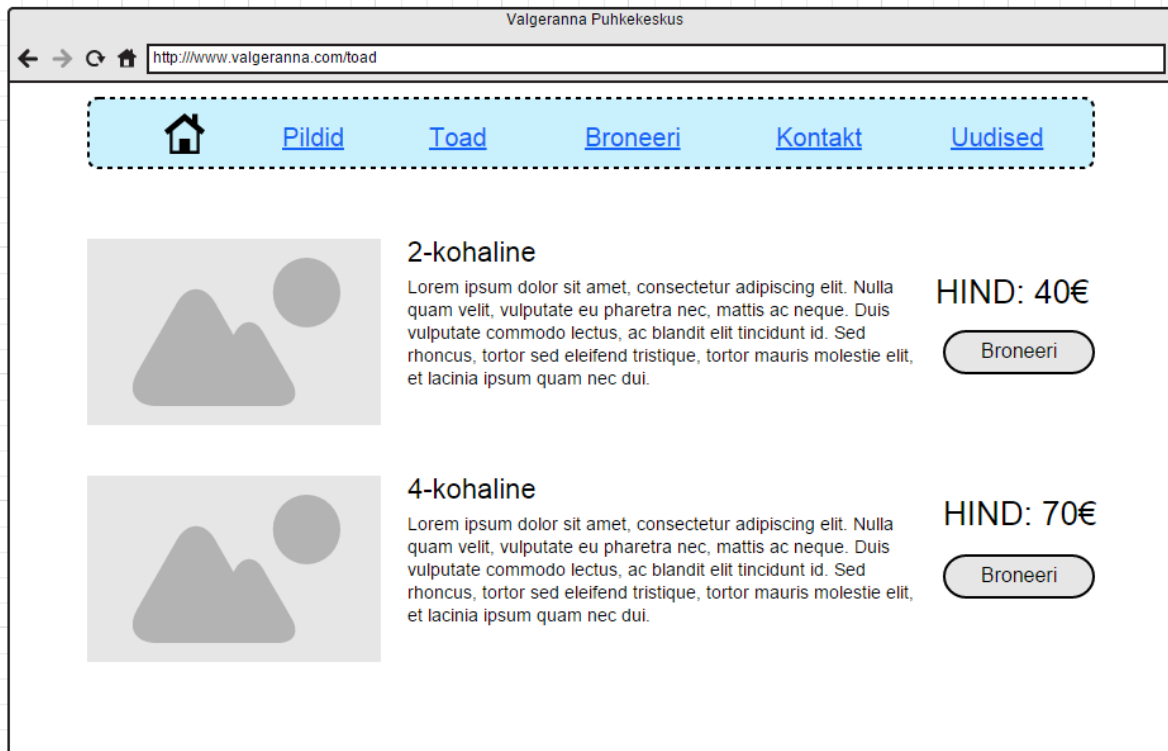 Valgeranna Puhkekeskus
http:///www.valgeranna.com/toad
Pildid Toad Broneeri Kontakt Uudised
2-kohaline
Lorem ipsum dolor sit amet, consectetur adipiscing elit. Nulla
quam velit, vulputate eu pharetra nec, mattis ac neque. Duis
vulputate commodo lectus, ac blandit elit tincidunt id. Sed
rhoncus, tortor sed eleifend tristique, tortor mauris molestie elit,
et lacinia ipsum quam nec dui.
HIND: 40€
Broneeri
4-kohaline
Lorem ipsum dolor sit amet, consectetur adipiscing elit. Nulla
quam velit, vulputate eu pharetra nec, mattis ac neque. Duis
vulputate commodo lectus, ac blandit elit tincidunt id. Sed
rhoncus, tortor sed eleifend tristique, tortor mauris molestie elit,
et lacinia ipsum quam nec dui.
HIND: 70€
Broneeri